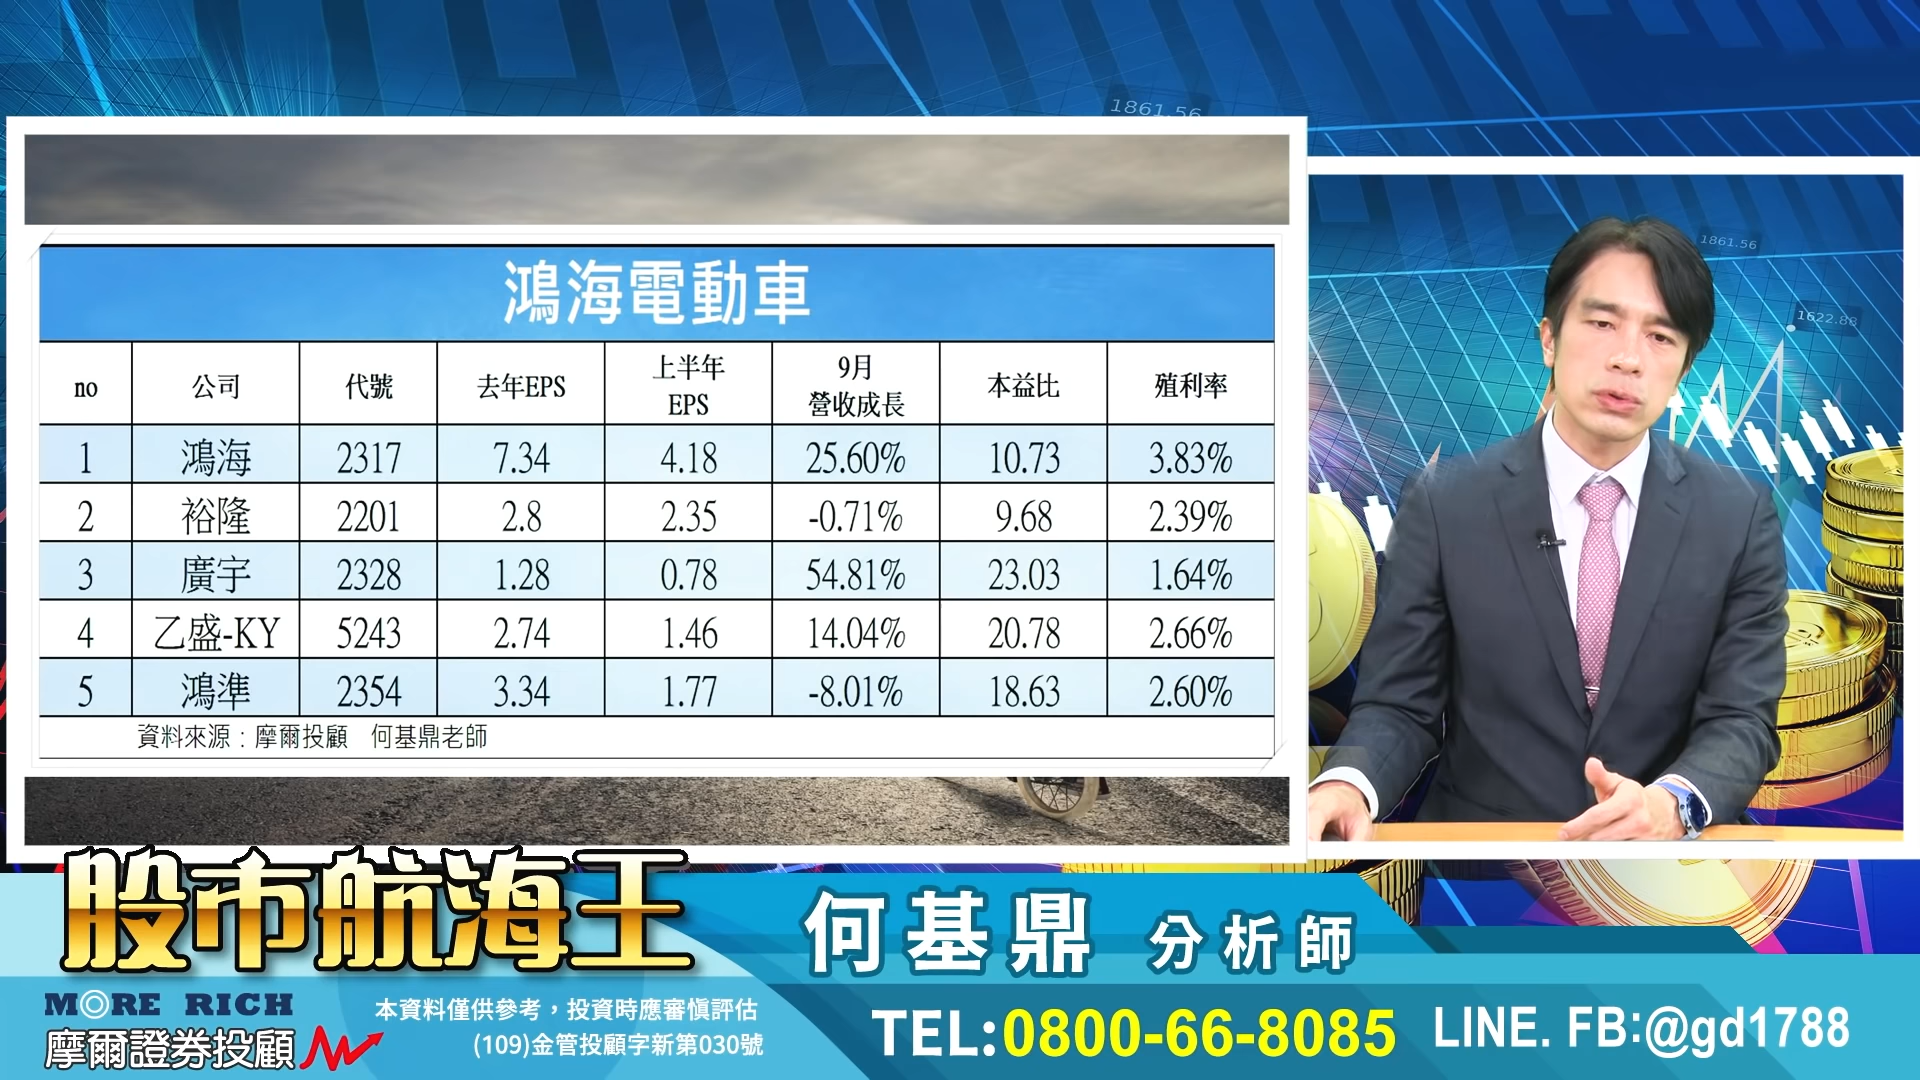 1861.56
鴻海電動車
no 公司 代號 去年EPS 上半年EPS 9月營收成長 本益比 殖利率
1 鴻海 2317 7.34 4.18 25.60% 10.73 3.83%
2 裕隆 2201 2.8 2.35 -0.71% 9.68 2.39%
3 廣宇 2328 1.28 0.78 54.81% 23.03 1.64%
4 乙盛-KY 5243 2.74 1.46 14.04% 20.78 2.66%
5 鴻準 2354 3.34 1.77 -8.01% 18.63 2.60%
資料來源：摩爾投顧 何基鼎老師
1861.56
1622.88
股市航海王
何基鼎 分析師
MORE RICH
摩爾證券投顧
本資料僅供參考，投資時應審慎評估
(109)金管投顧字新第030號
TEL:0800-66-8085
LINE. FB:@gd1788